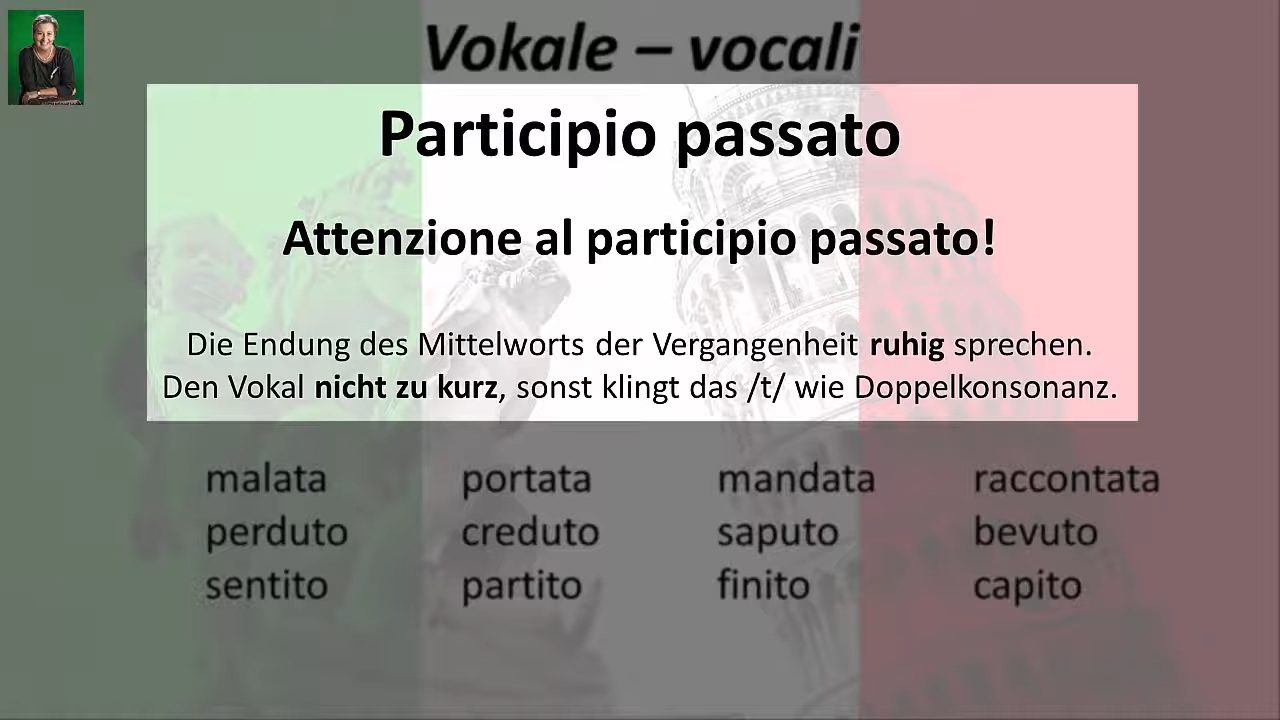 Vokale – vocali
Participio passato
Attenzione al participio passato!
Die Endung des Mittelworts der Vergangenheit ruhig sprechen.
Den Vokal nicht zu kurz, sonst klingt das /t/ wie Doppelkonsonanz.
malata portata mandata raccontata
perduto creduto saputo bevuto
sentito partito finito capito